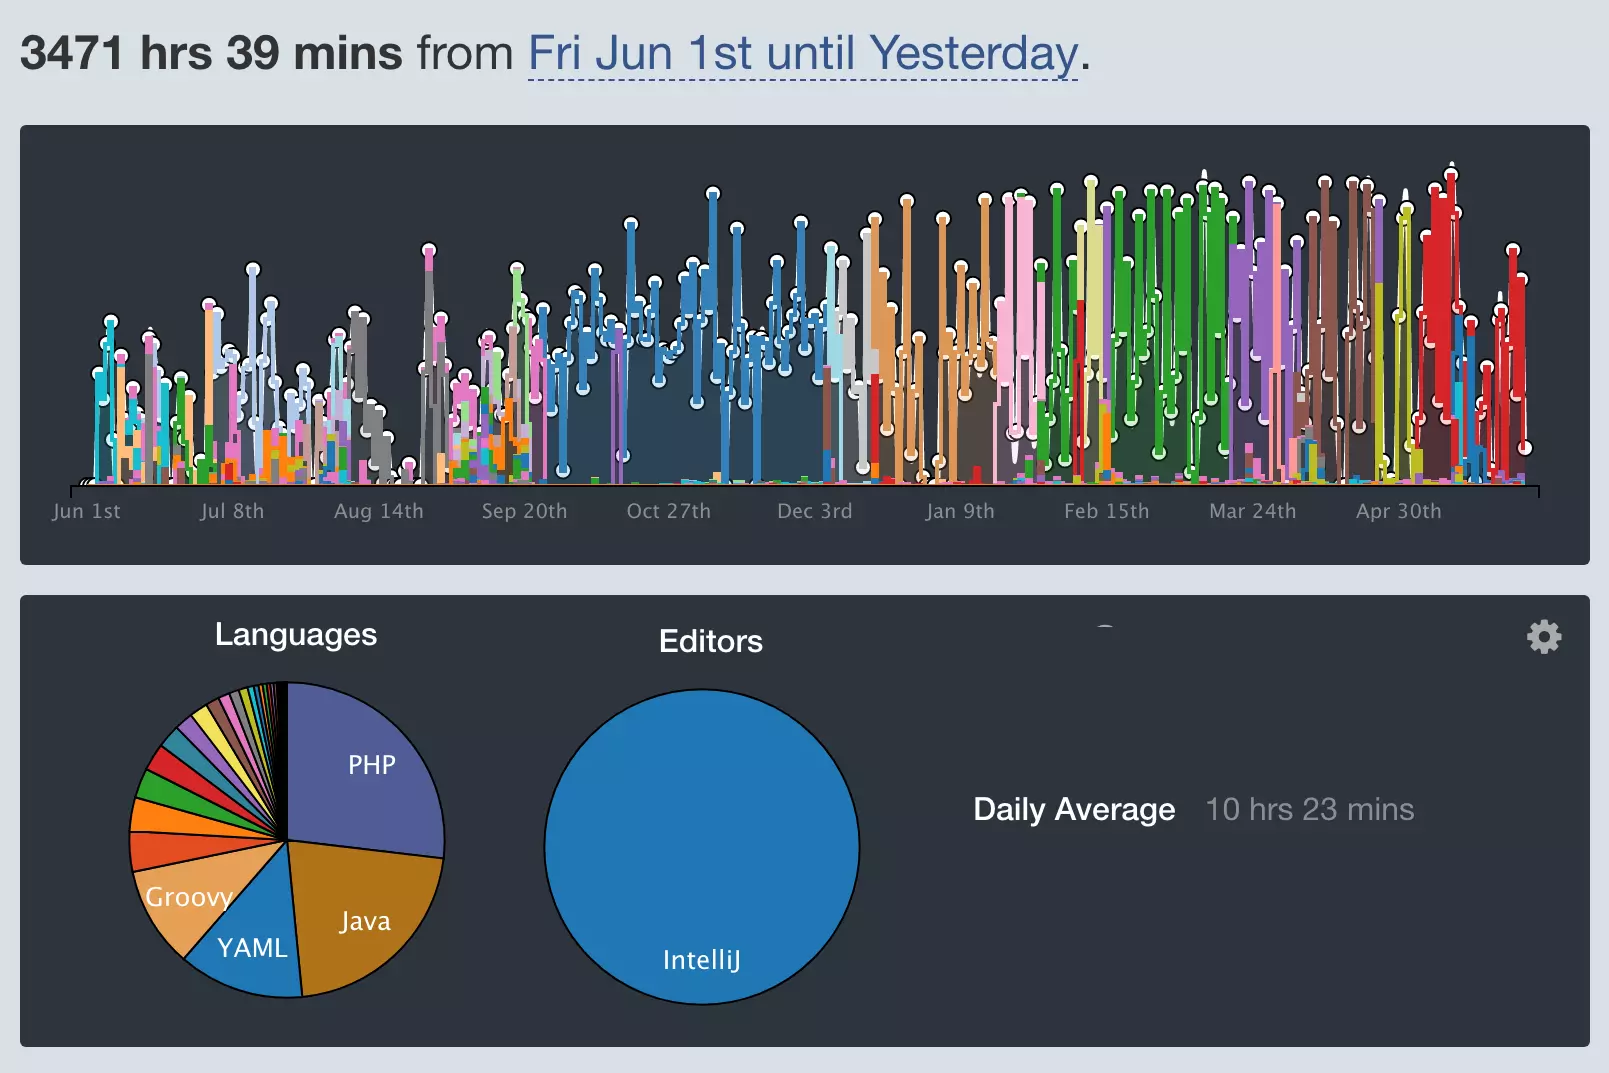 3471 hrs 39 mins from Fri Jun 1st until Yesterday.
Jun 1st Jul 8th Aug 14th Sep 20th Oct 27th Dec 3rd Jan 9th Feb 15th Mar 24th Apr 30th
Languages
PHP
Java
YAML
Groovy
Editors
IntelliJ
Daily Average 10 hrs 23 mins